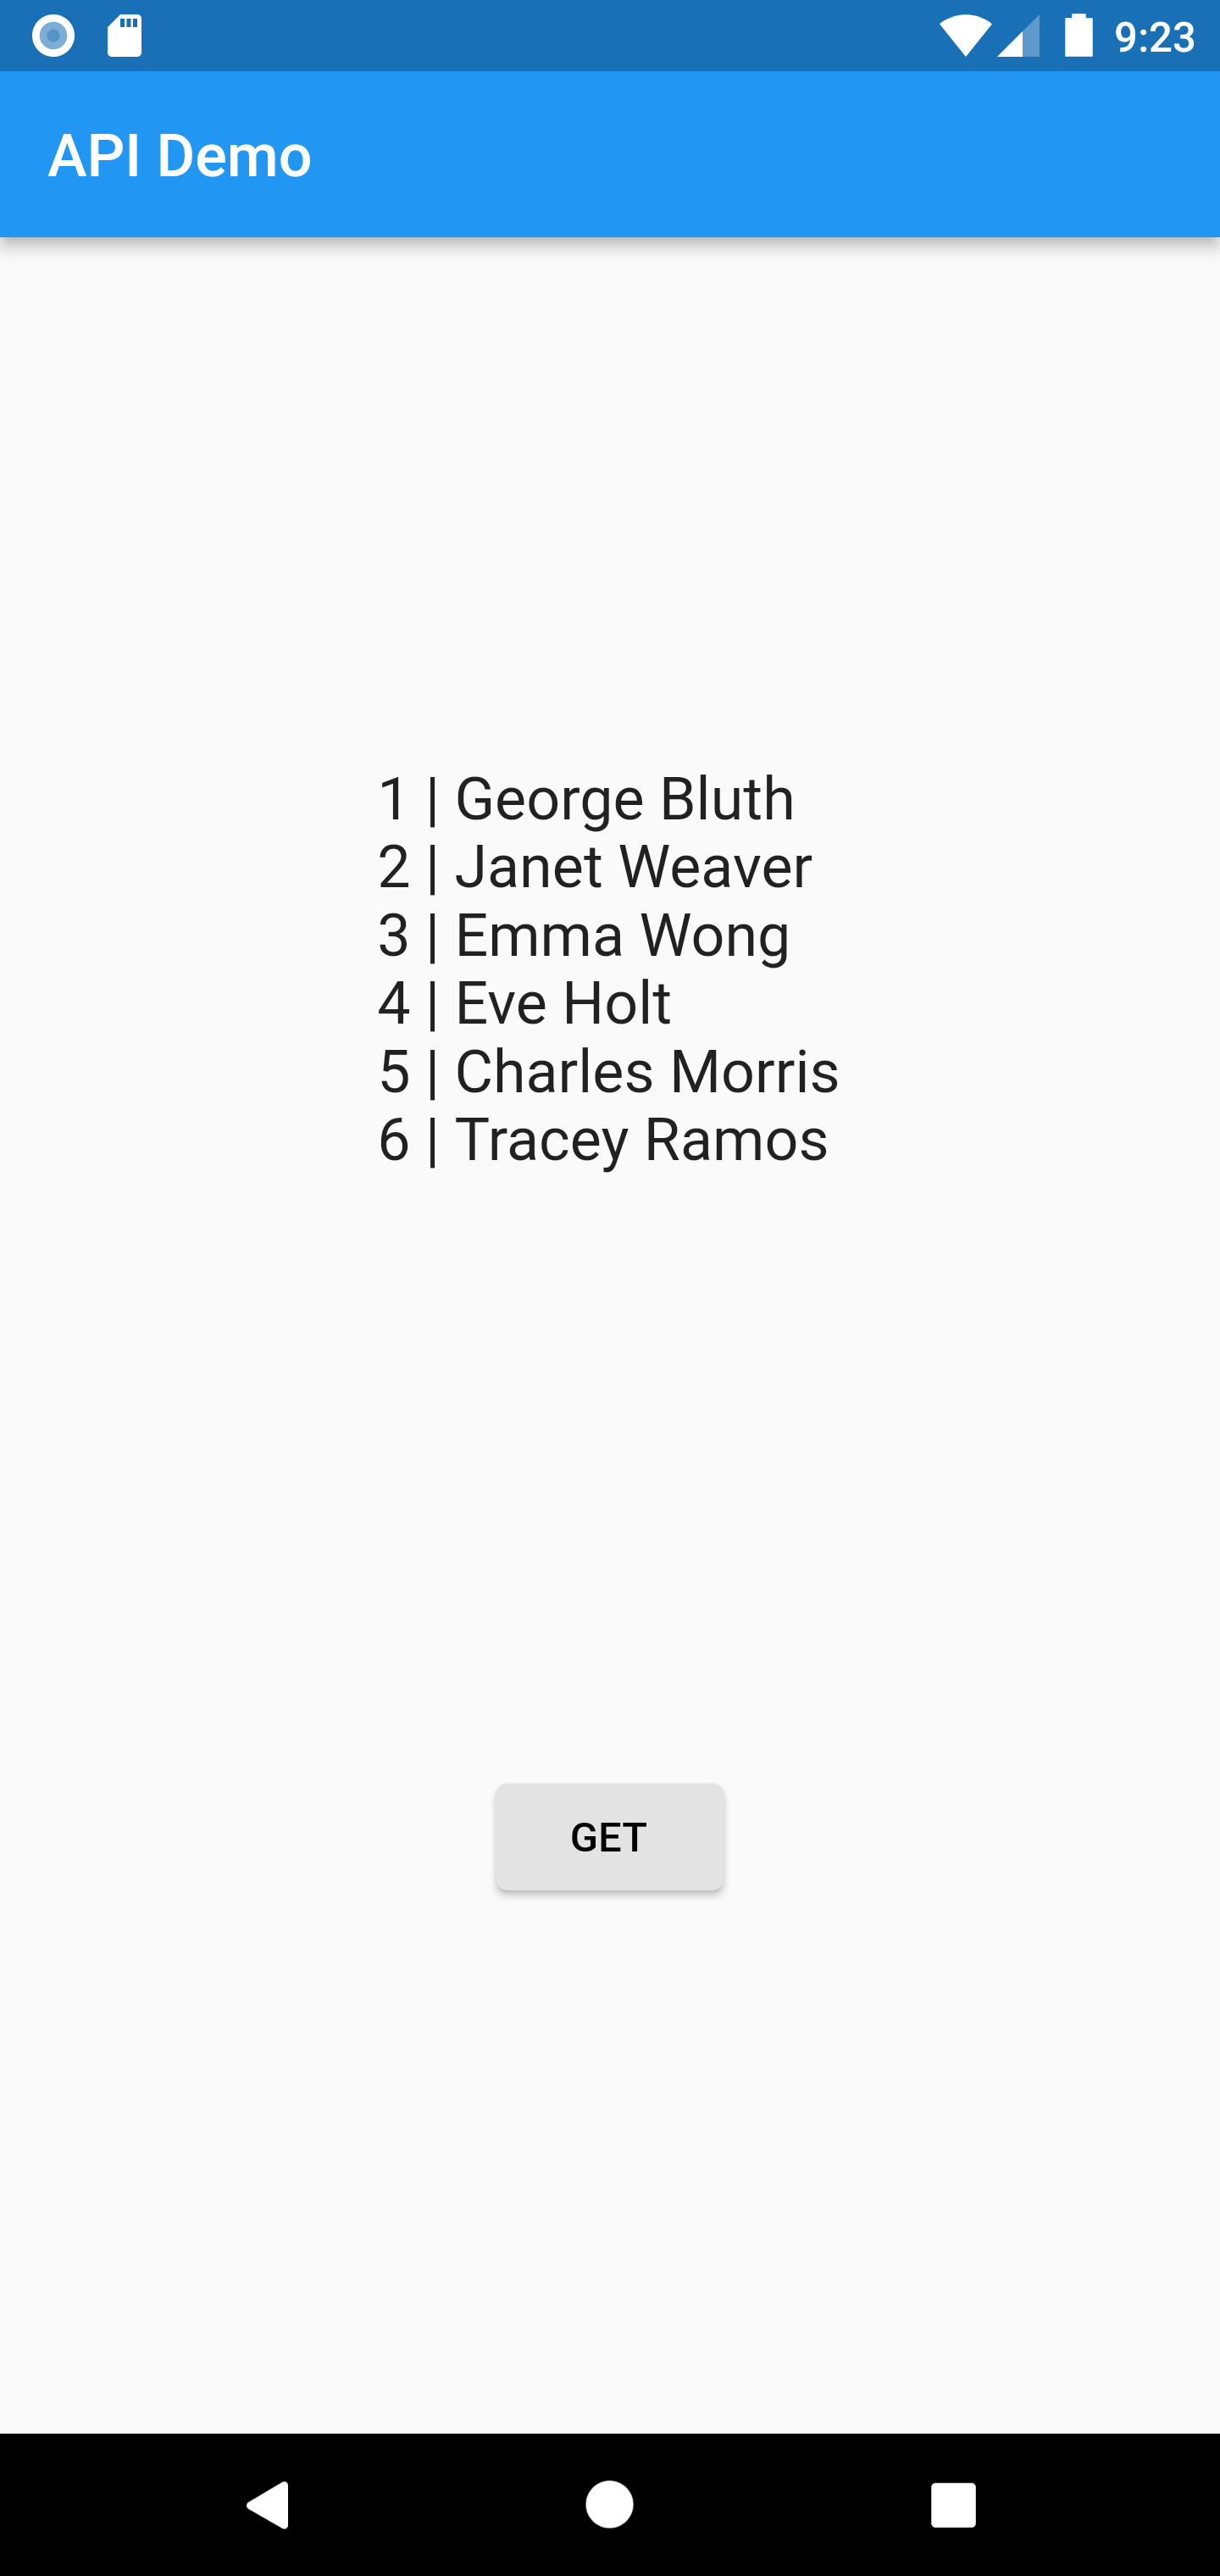 9:23
API Demo
1 | George Bluth
2 | Janet Weaver
3 | Emma Wong
4 | Eve Holt
5 | Charles Morris
6 | Tracey Ramos
GET